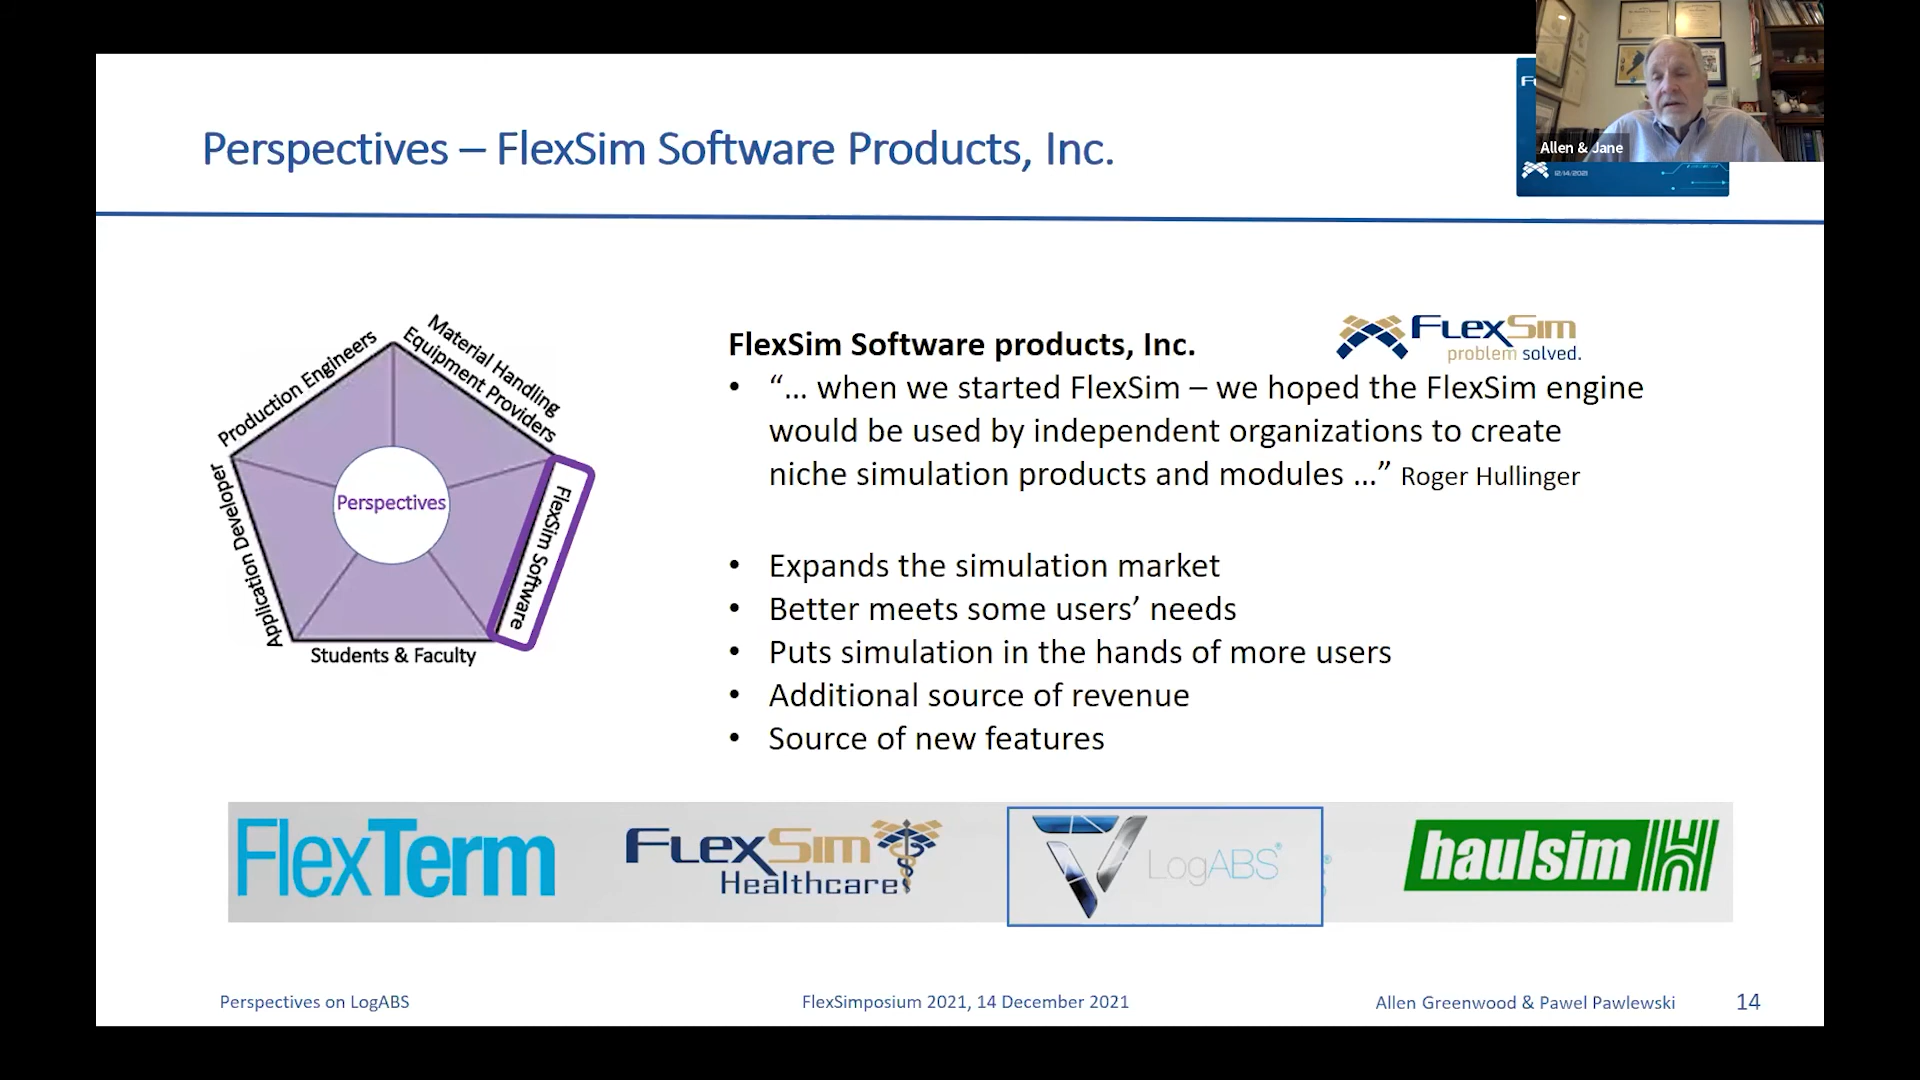 Perspectives – FlexSim Software Products, Inc.
Allen & Jane
12/14/2021
Production Engineers
Material Handling
Equipment Providers
Application Developer
Perspectives
FlexSim Software
Students & Faculty
FlexSim Software products, Inc.
FlexSim
problem solved.
• “... when we started FlexSim – we hoped the FlexSim engine
would be used by independent organizations to create
niche simulation products and modules ...” Roger Hullinger
• Expands the simulation market
• Better meets some users’ needs
• Puts simulation in the hands of more users
• Additional source of revenue
• Source of new features
FlexTerm
FlexSim
Healthcare
LogABS®
haulsim
Perspectives on LogABS
FlexSimposium 2021, 14 December 2021
Allen Greenwood & Pawel Pawlewski
14